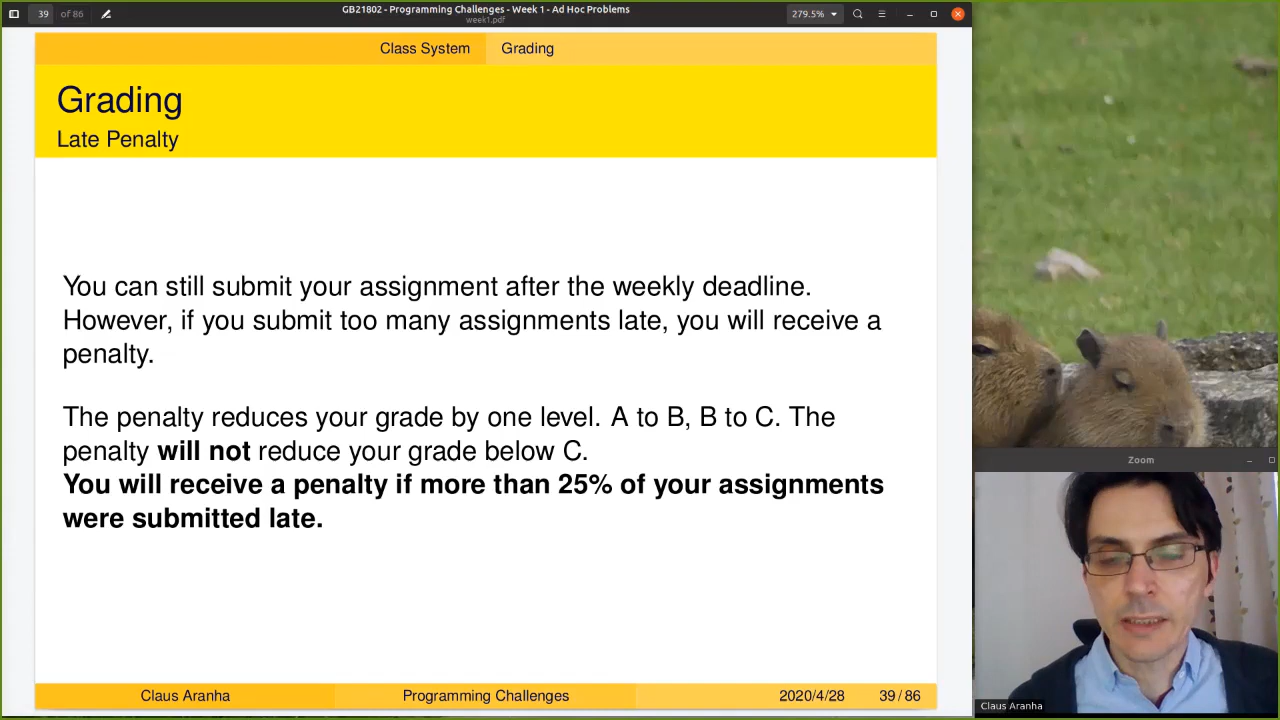 39 of 86
GB21802 - Programming Challenges - Week 1 - Ad Hoc Problems
week1.pdf
279.5%
Class System
Grading
Grading
Late Penalty
You can still submit your assignment after the weekly deadline.
However, if you submit too many assignments late, you will receive a
penalty.
The penalty reduces your grade by one level. A to B, B to C. The
penalty will not reduce your grade below C.
You will receive a penalty if more than 25% of your assignments
were submitted late.
Claus Aranha
Programming Challenges
2020/4/28
39 / 86
Zoom
Claus Aranha